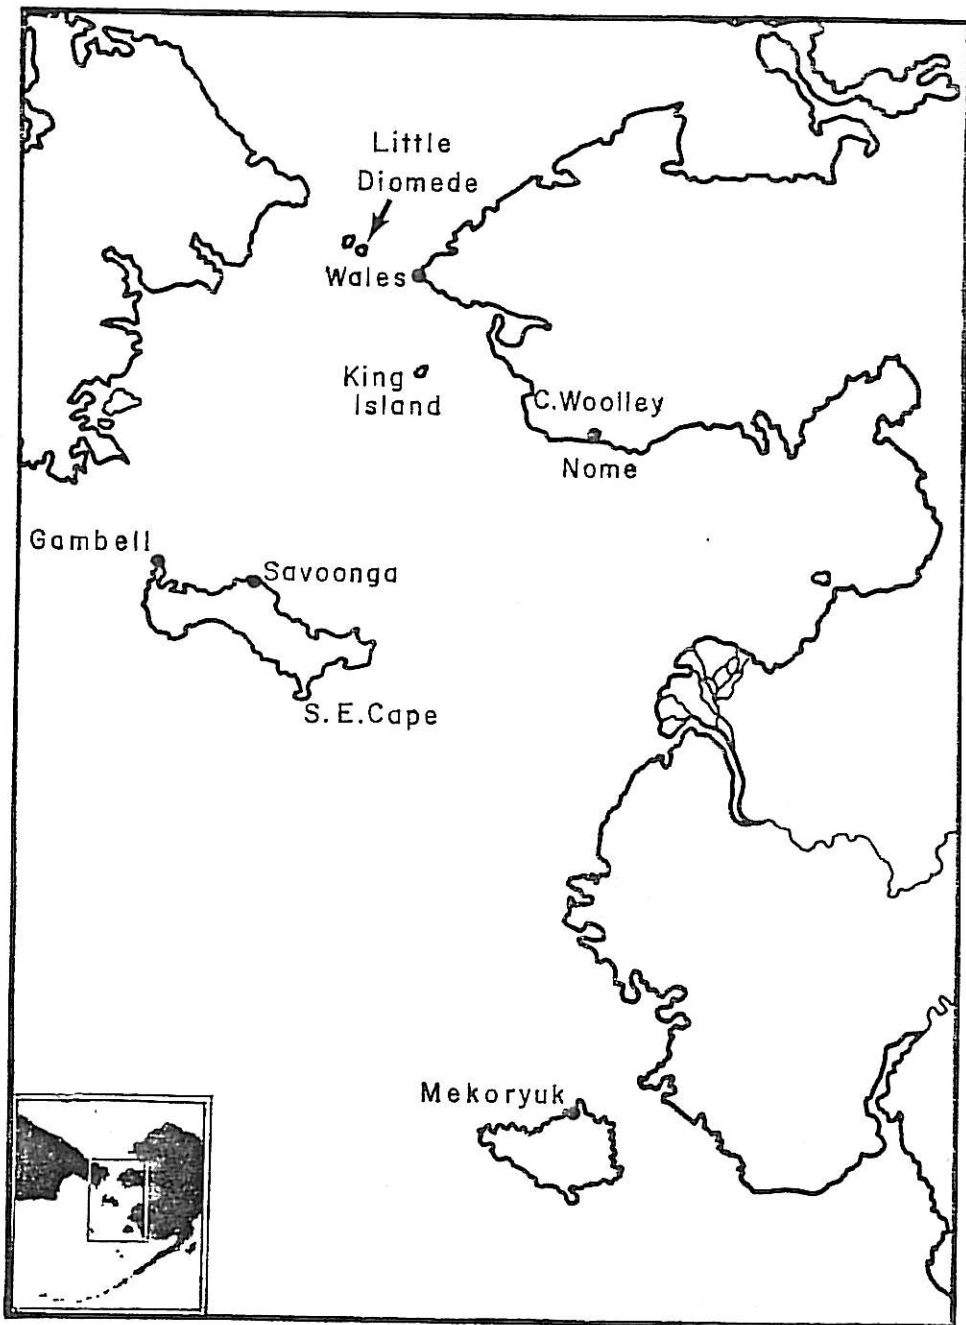 Little
Diomede
Wales
King
Island
C. Woolley
Nome
Gambell
Savoonga
S. E. Cape
Mekoryuk